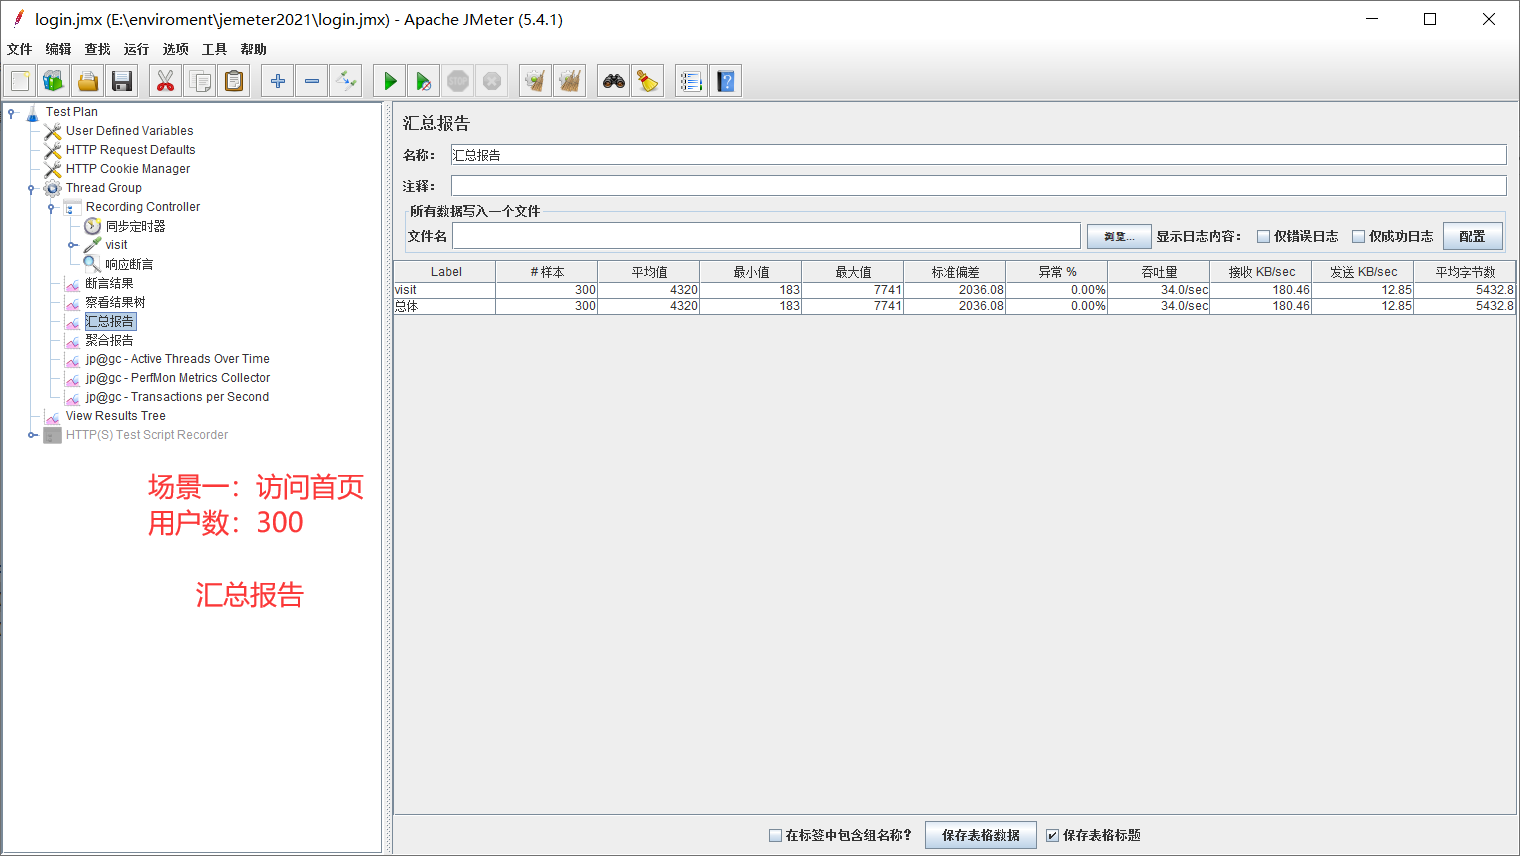 login.jmx (E:\enviroment\jemeter2021\login.jmx) - Apache JMeter (5.4.1)
文件 编辑 查找 运行 选项 工具 帮助
STOP
Test Plan
User Defined Variables
HTTP Request Defaults
HTTP Cookie Manager
Thread Group
Recording Controller
同步定时器
visit
响应断言
断言结果
察看结果树
汇总报告
聚合报告
jp@gc - Active Threads Over Time
jp@gc - PerfMon Metrics Collector
jp@gc - Transactions per Second
View Results Tree
HTTP(S) Test Script Recorder
场景一：访问首页
用户数：300
汇总报告
汇总报告
名称： 汇总报告
注释：
所有数据写入一个文件
文件名 浏览... 显示日志内容： 仅错误日志 仅成功日志 配置
Label # 样本 平均值 最小值 最大值 标准偏差 异常 % 吞吐量 接收 KB/sec 发送 KB/sec 平均字节数
visit 300 4320 183 7741 2036.08 0.00% 34.0/sec 180.46 12.85 5432.8
总体 300 4320 183 7741 2036.08 0.00% 34.0/sec 180.46 12.85 5432.8
在标签中包含组名称? 保存表格数据 保存表格标题